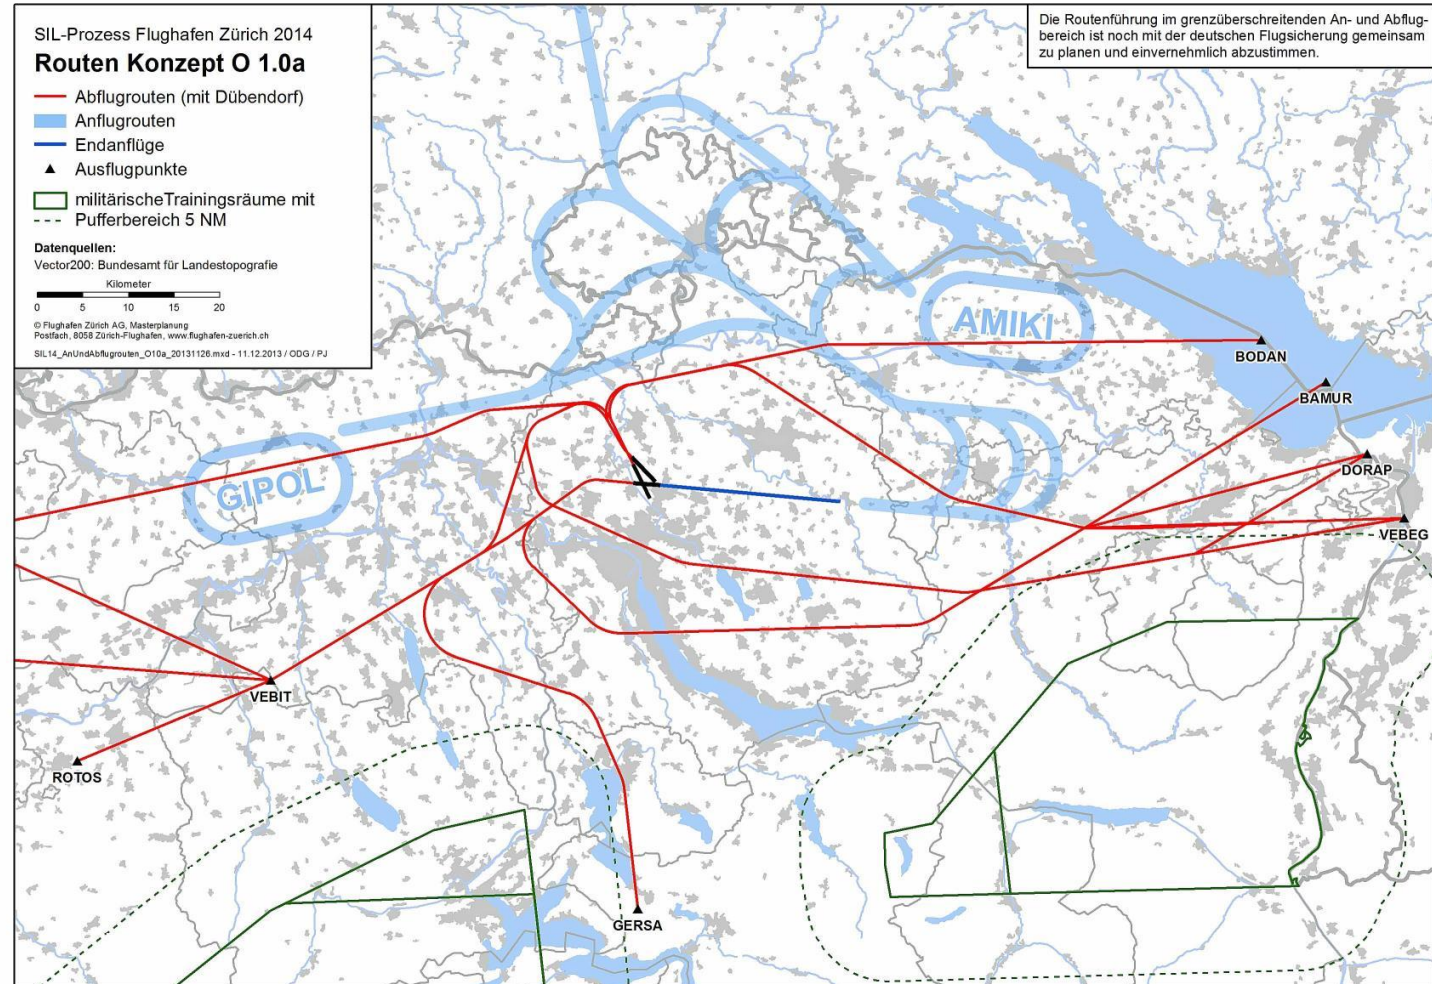 SIL-Prozess Flughafen Zürich 2014
Routen Konzept O 1.0a
Abflugrouten (mit Dübendorf)
Anflugrouten
Endanflüge
Ausflugpunkte
militärischeTrainingsräume mit
Pufferbereich 5 NM
Datenquellen:
Vector200: Bundesamt für Landestopografie
Kilometer
0 5 10 15 20
© Flughafen Zürich AG, Masterplanung
Postfach, 8058 Zürich-Flughafen, www.flughafen-zuerich.ch
SIL14_AnUndAbflugrouten_O10a_20131126.mxd - 11.12.2013 / ODG / PJ
Die Routenführung im grenzüberschreitenden An- und Abflug-
bereich ist noch mit der deutschen Flugsicherung gemeinsam
zu planen und einvernehmlich abzustimmen.
AMIKI
BODAN
BAMUR
DORAP
GIPOL
VEBEG
VEBIT
ROTOS
GERSA